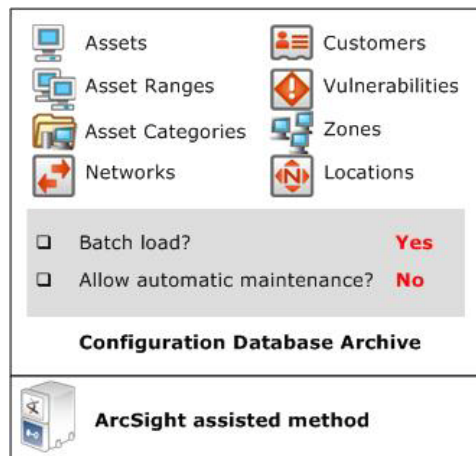 Assets
Customers
Asset Ranges
Vulnerabilities
Asset Categories
Zones
Networks
N
Locations
Batch load? Yes
Allow automatic maintenance? No
Configuration Database Archive
ArcSight assisted method